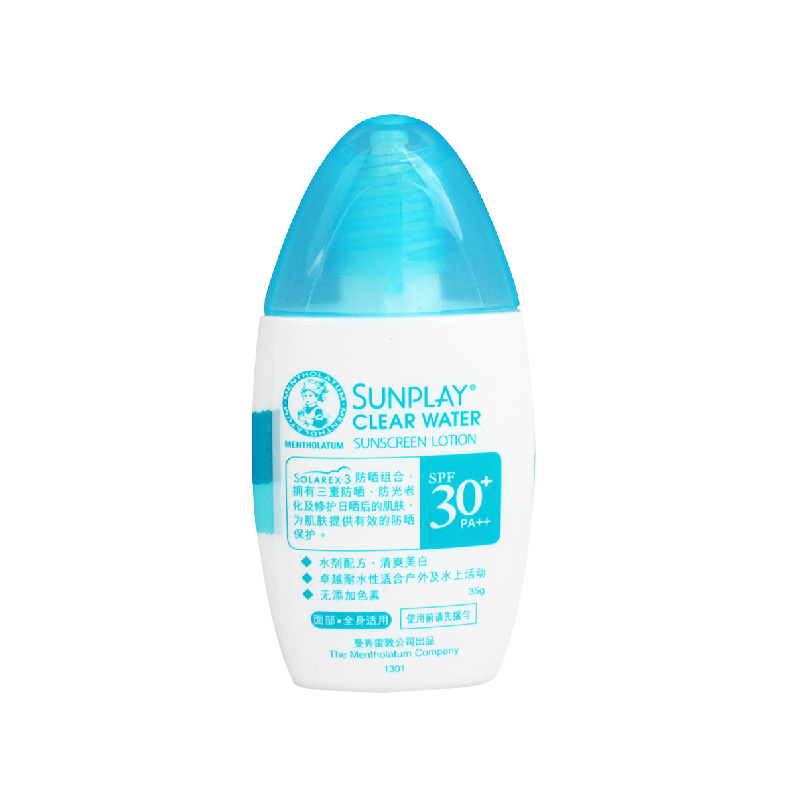 MENTHOLATUM MENTHOLATUM
MENTHOLATUM
SUNPLAY®
CLEAR WATER
SUNSCREEN LOTION
SOLAREX·3 防晒组合，
拥有三重防晒、防光老
化及修护日晒后的肌肤，
为肌肤提供有效的防晒
保护。
SPF
30+
PA++
◆ 水剂配方，清爽美白
◆ 卓越耐水性适合户外及水上活动
◆ 无添加色素
35g
面部▪全身适用
使用前请先摇匀
曼秀雷敦公司出品
The Mentholatum Company
1301